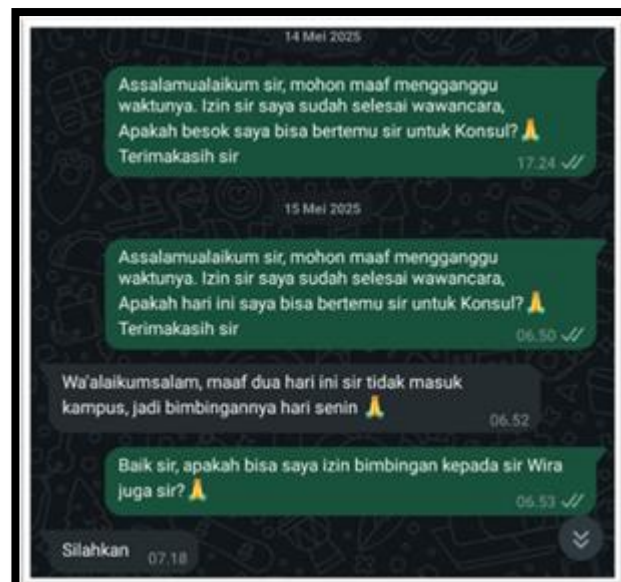 14 Mei 2025
Assalamualaikum sir, mohon maaf mengganggu
waktunya. Izin sir saya sudah selesai wawancara,
Apakah besok saya bisa bertemu sir untuk Konsul?🙏
Terimakasih sir
17.24
15 Mei 2025
Assalamualaikum sir, mohon maaf mengganggu
waktunya. Izin sir saya sudah selesai wawancara,
Apakah hari ini saya bisa bertemu sir untuk Konsul?🙏
Terimakasih sir
06.50
Wa'alaikumsalam, maaf dua hari ini sir tidak masuk
kampus, jadi bimbingannya hari senin 🙏
06.52
Baik sir, apakah bisa saya izin bimbingan kepada sir Wira
juga sir?🙏
06.53
Silahkan 07.18